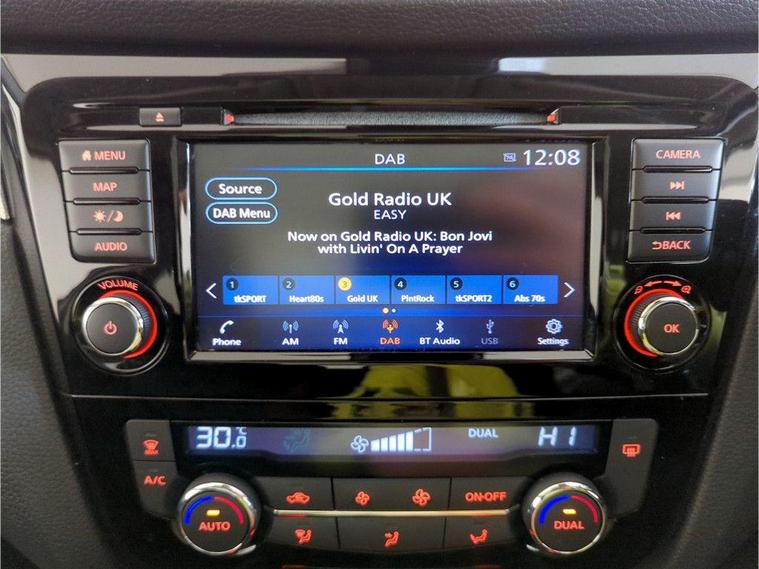 DAB
12:08
MENU
MAP
AUDIO
VOLUME
Source
DAB Menu
Gold Radio UK
EASY
Now on Gold Radio UK: Bon Jovi
with Livin' On A Prayer
1 2 3 4 5 6
tkSPORT Heart80s Gold UK PlntRock tkSPORT2 Abs 70s
Phone AM FM DAB BT Audio USB Settings
CAMERA
BACK
OK
30.0 °C
DUAL
HI
MAX
A/C
AUTO
ON·OFF
DUAL